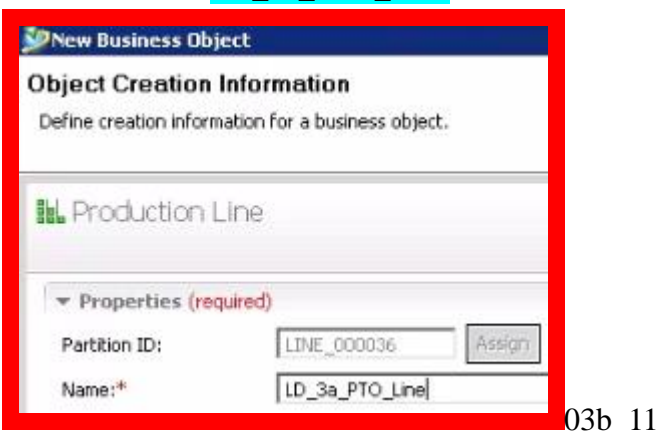 New Business Object
Object Creation Information
Define creation information for a business object.
Production Line
Properties (required)
Partition ID: LINE_000036 Assign
Name:* LD_3a_PTO_Line
03b 11